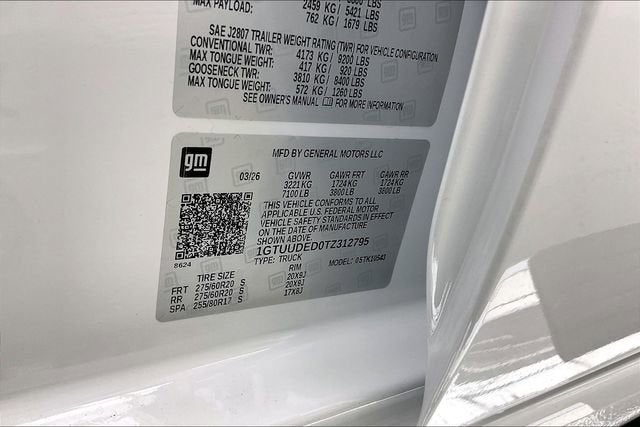 MAX PAYLOAD: 2459 KG/ 5421 LBS
762 KG/ 1679 LBS
SAE J2807 TRAILER WEIGHT RATING (TWR) FOR VEHICLE CONFIGURATION
CONVENTIONAL TWR: 4173 KG/ 9200 LBS
MAX TONGUE WEIGHT: 417 KG/ 920 LBS
GOOSENECK TWR: 3810 KG/ 8400 LBS
MAX TONGUE WEIGHT: 572 KG/ 1260 LBS
SEE OWNER'S MANUAL FOR MORE INFORMATION
gm
MFD BY GENERAL MOTORS LLC
03/26 GVWR GAWR FRT GAWR RR
3221 KG 1724 KG 1724 KG
7100 LB 3800 LB 3800 LB
THIS VEHICLE CONFORMS TO ALL
APPLICABLE U.S. FEDERAL MOTOR
VEHICLE SAFETY STANDARDS IN EFFECT
ON THE DATE OF MANUFACTURE
SHOWN ABOVE
1GTUUDED0TZ312795
8624
TYPE: TRUCK MODEL: 05TK10543
TIRE SIZE RIM
FRT 275/60R20 S 20X9J
RR 275/60R20 S 20X9J
SPA 255/80R17 S 17X8J